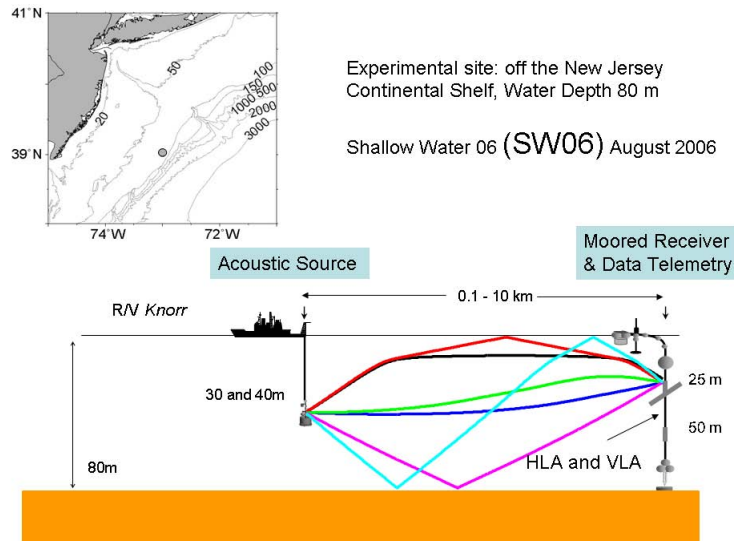 41°N
39°N
74°W
72°W
20
50
100
150
500
1000
2000
3000
Experimental site: off the New Jersey
Continental Shelf, Water Depth 80 m
Shallow Water 06 (SW06) August 2006
Acoustic Source
Moored Receiver
& Data Telemetry
R/V Knorr
0.1 - 10 km
30 and 40m
25 m
50 m
80m
HLA and VLA